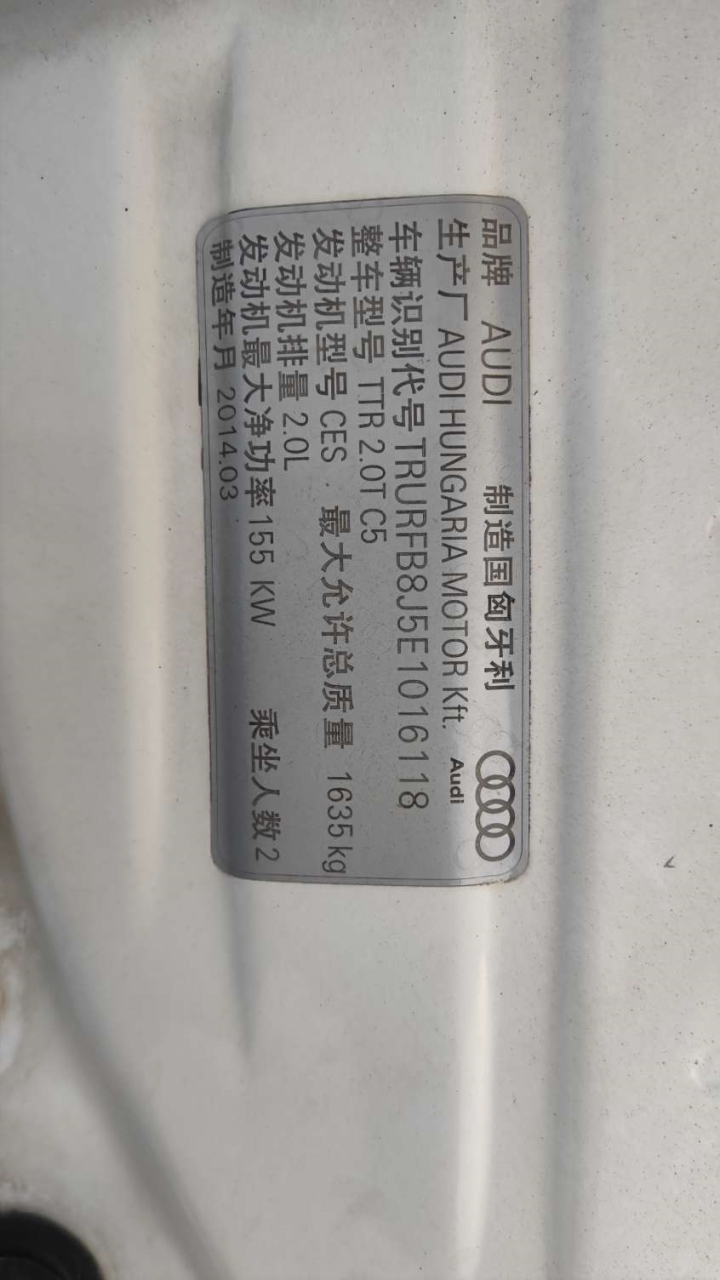 品牌 AUDI 制造国匈牙利
生产厂 AUDI HUNGARIA MOTOR Kft. Audi
车辆识别代号 TRURFB8J5E1016118
整车型号 TTR 2.0T C5
发动机型号 CES 最大允许总质量 1635kg
发动机排量 2.0L
发动机最大净功率 155 KW 乘坐人数 2
制造年月 2014.03